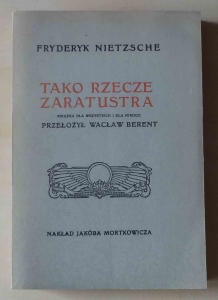 FRYDERYK NIETZSCHE
TAKO RZECZE
ZARATUSTRA
KSIĄŻKA DLA WSZYSTKICH I DLA NIKOGO
PRZEŁOŻYŁ WACŁAW BERENT
NAKŁAD JAKÓBA MORTKOWICZA